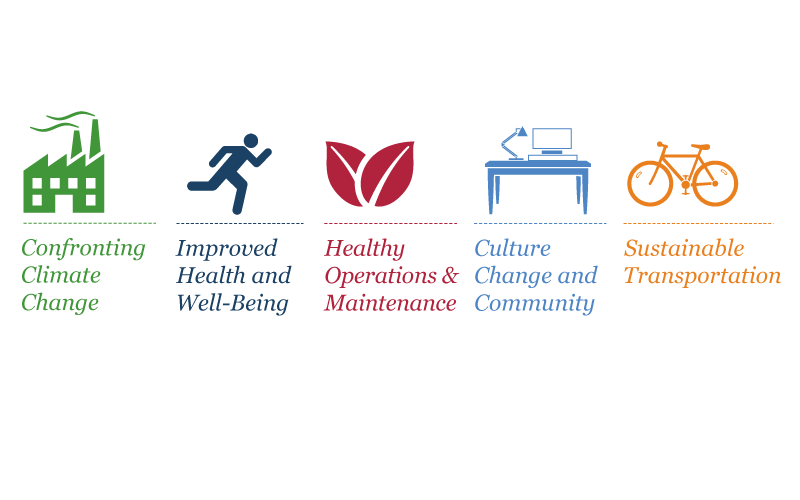 Confronting
Climate
Change
Improved
Health and
Well-Being
Healthy
Operations &
Maintenance
Culture
Change and
Community
Sustainable
Transportation